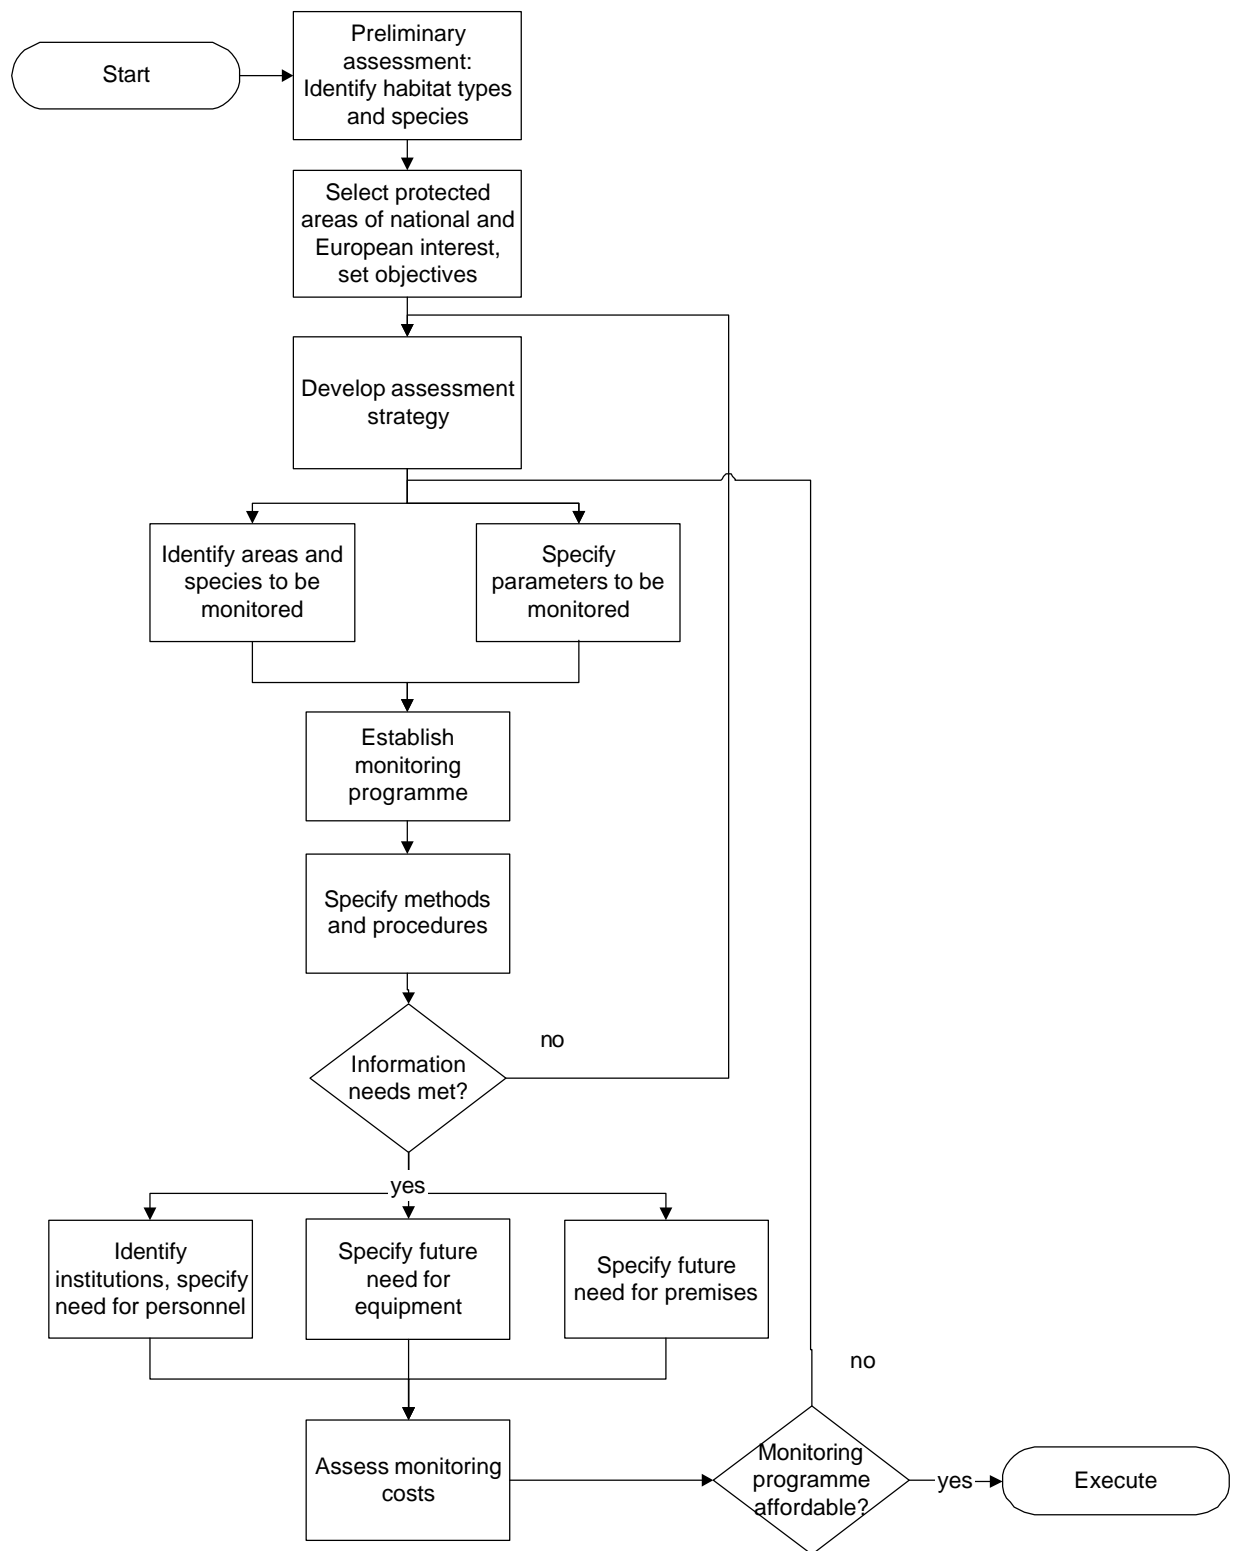 Start
Preliminary
assessment:
Identify habitat types
and species
Select protected
areas of national and
European interest,
set objectives
Develop assessment
strategy
Identify areas and
species to be
monitored
Specify
parameters to be
monitored
Establish
monitoring
programme
Specify methods
and procedures
Information
needs met?
no
yes
Identify
institutions, specify
need for personnel
Specify future
need for
equipment
Specify future
need for premises
Assess monitoring
costs
no
Monitoring
programme
affordable?
yes
Execute